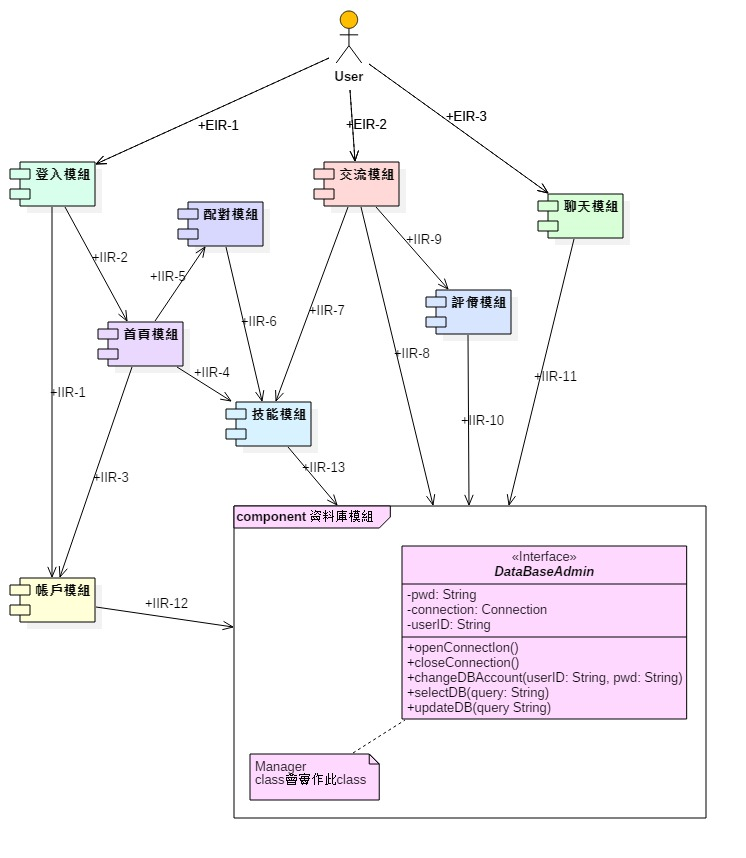 User
+EIR-1
+EIR-2
+EIR-3
登入模組
交流模組
配對模組
聊天模組
+IIR-2
+IIR-5
+IIR-9
首頁模組
評價模組
+IIR-6
+IIR-7
+IIR-8
+IIR-4
+IIR-1
+IIR-11
技能模組
+IIR-10
+IIR-3
+IIR-13
component 資料庫模組
«Interface»
DataBaseAdmin
-pwd: String
-connection: Connection
-userID: String
+openConnectIon()
+closeConnection()
+changeDBAccount(userID: String, pwd: String)
+selectDB(query: String)
+updateDB(query String)
帳戶模組
+IIR-12
Manager
class會實作此class